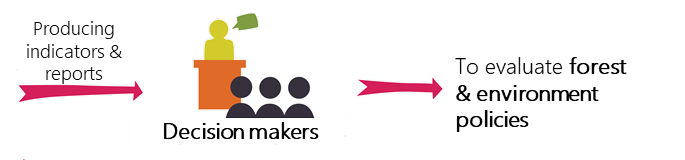 Producing
indicators &
reports
Decision makers
To evaluate forest
& environment
policies